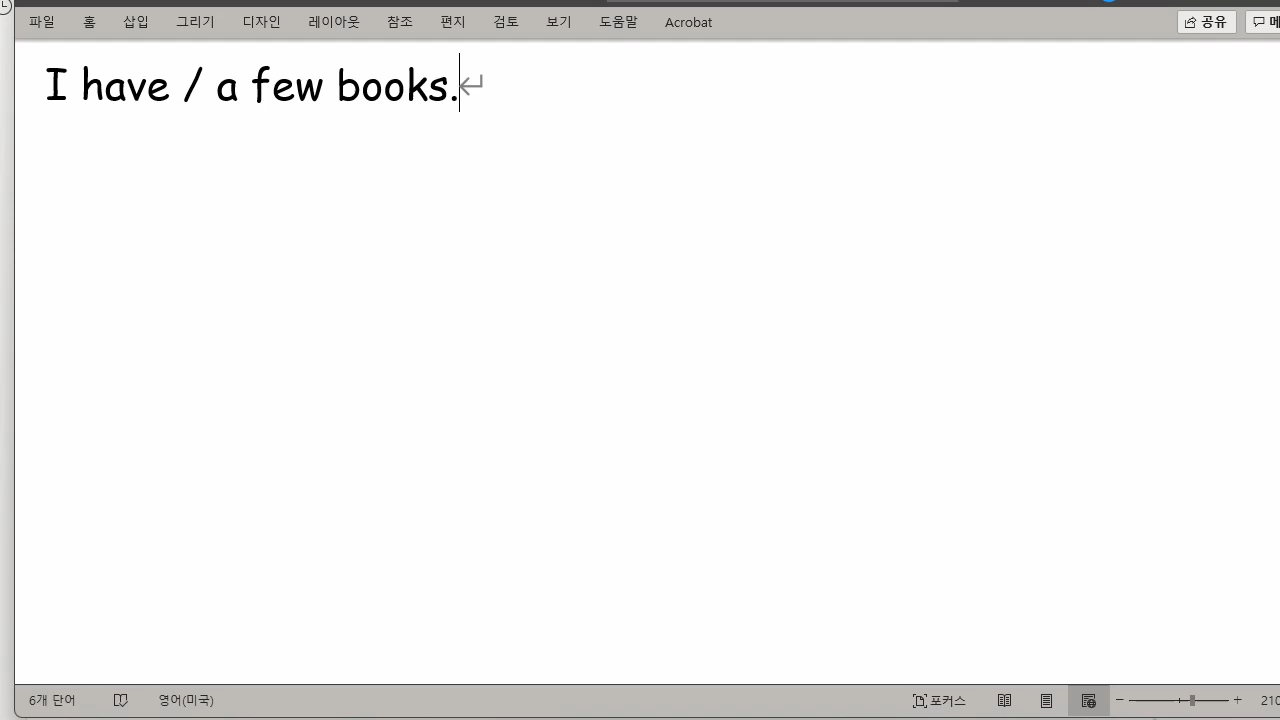 파일 홈 삽입 그리기 디자인 레이아웃 참조 편지 검토 보기 도움말 Acrobat 공유
I have / a few books.
6개 단어 영어(미국) 포커스